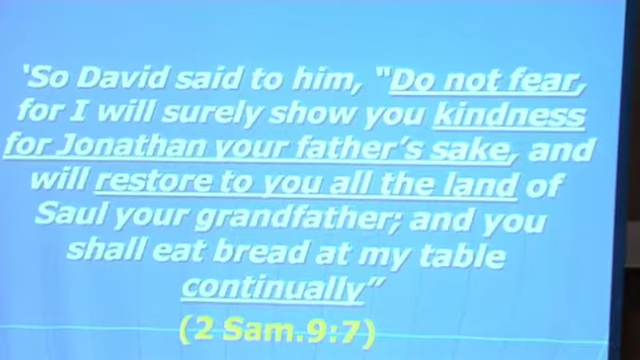 'So David said to him, "Do not fear,
for I will surely show you kindness
for Jonathan your father's sake, and
will restore to you all the land of
Saul your grandfather; and you
shall eat bread at my table
continually"
(2 Sam.9:7)